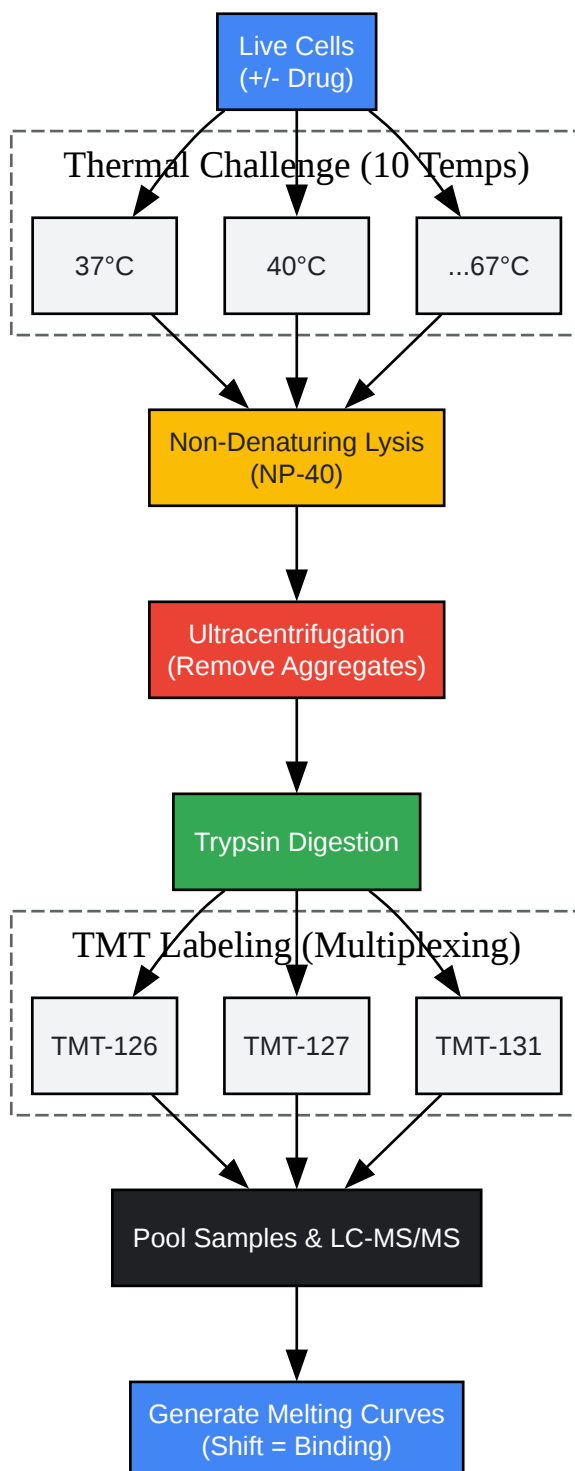 Live Cells
(+/- Drug)
Thermal Challenge (10 Temps)
37°C
40°C
...67°C
Non-Denaturing Lysis
(NP-40)
Ultracentrifugation
(Remove Aggregates)
Trypsin Digestion
TMT Labeling (Multiplexing)
TMT-126
TMT-127
TMT-131
Pool Samples & LC-MS/MS
Generate Melting Curves
(Shift = Binding)